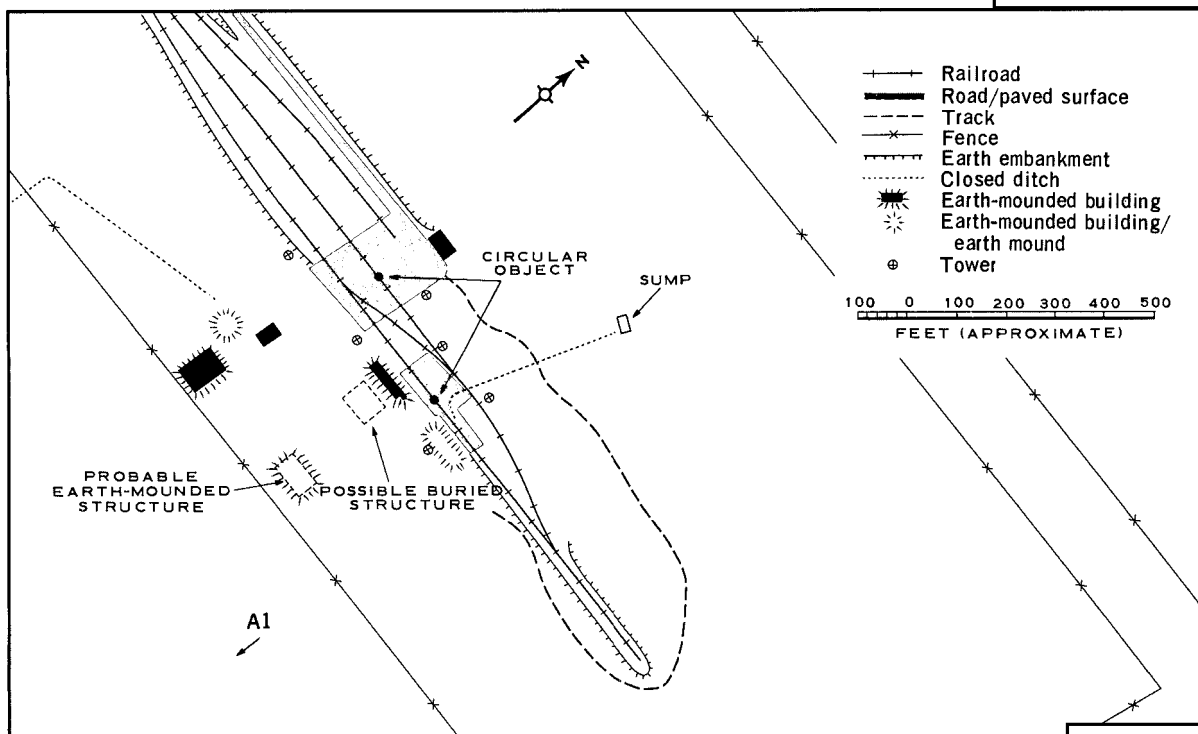 N
Railroad
Road/paved surface
Track
Fence
Earth embankment
Closed ditch
Earth-mounded building
Earth-mounded building/
earth mound
Tower
100 0 100 200 300 400 500
FEET (APPROXIMATE)
CIRCULAR
OBJECT
SUMP
PROBABLE
EARTH-MOUNDED
STRUCTURE
POSSIBLE BURIED
STRUCTURE
A1